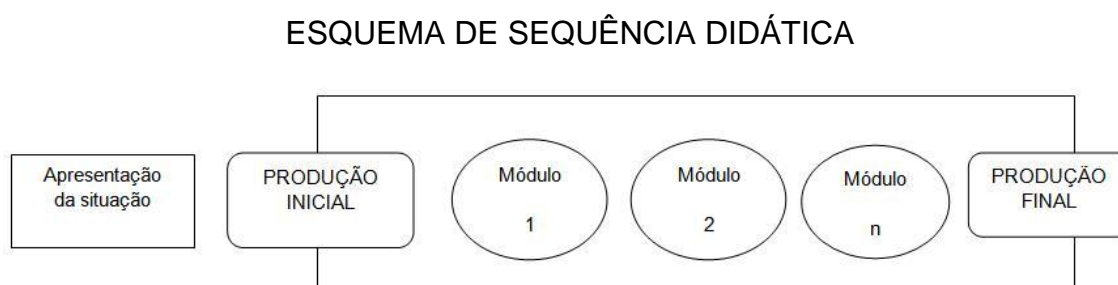 ESQUEMA DE SEQUÊNCIA DIDÁTICA
Apresentação
da situação
PRODUÇÃO
INICIAL
Módulo
1
Módulo
2
Módulo
n
PRODUÇÃO
FINAL